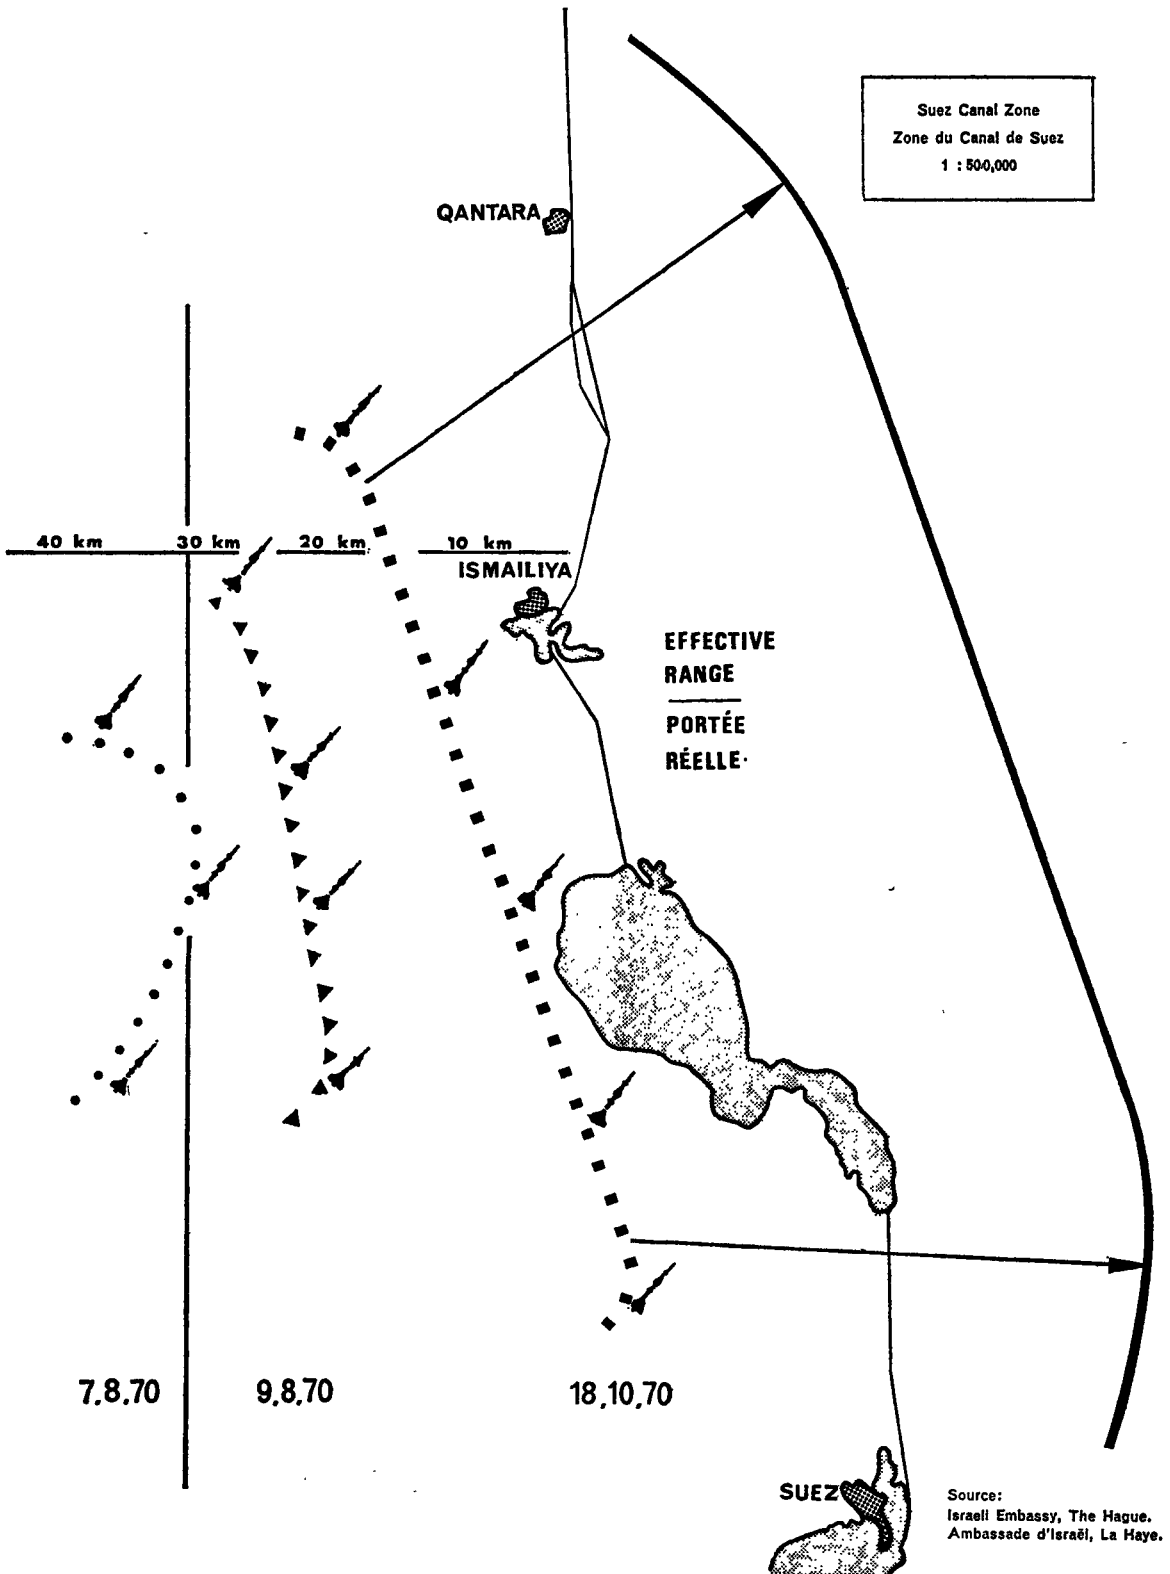 Suez Canal Zone
Zone du Canal de Suez
1 : 500,000
QANTARA
40 km 30 km 20 km 10 km
ISMAILIYA
EFFECTIVE
RANGE
PORTÉE
RÉELLE.
7,8,70 9,8,70 18,10,70
SUEZ
Source:
Israeli Embassy, The Hague.
Ambassade d'Israël, La Haye.